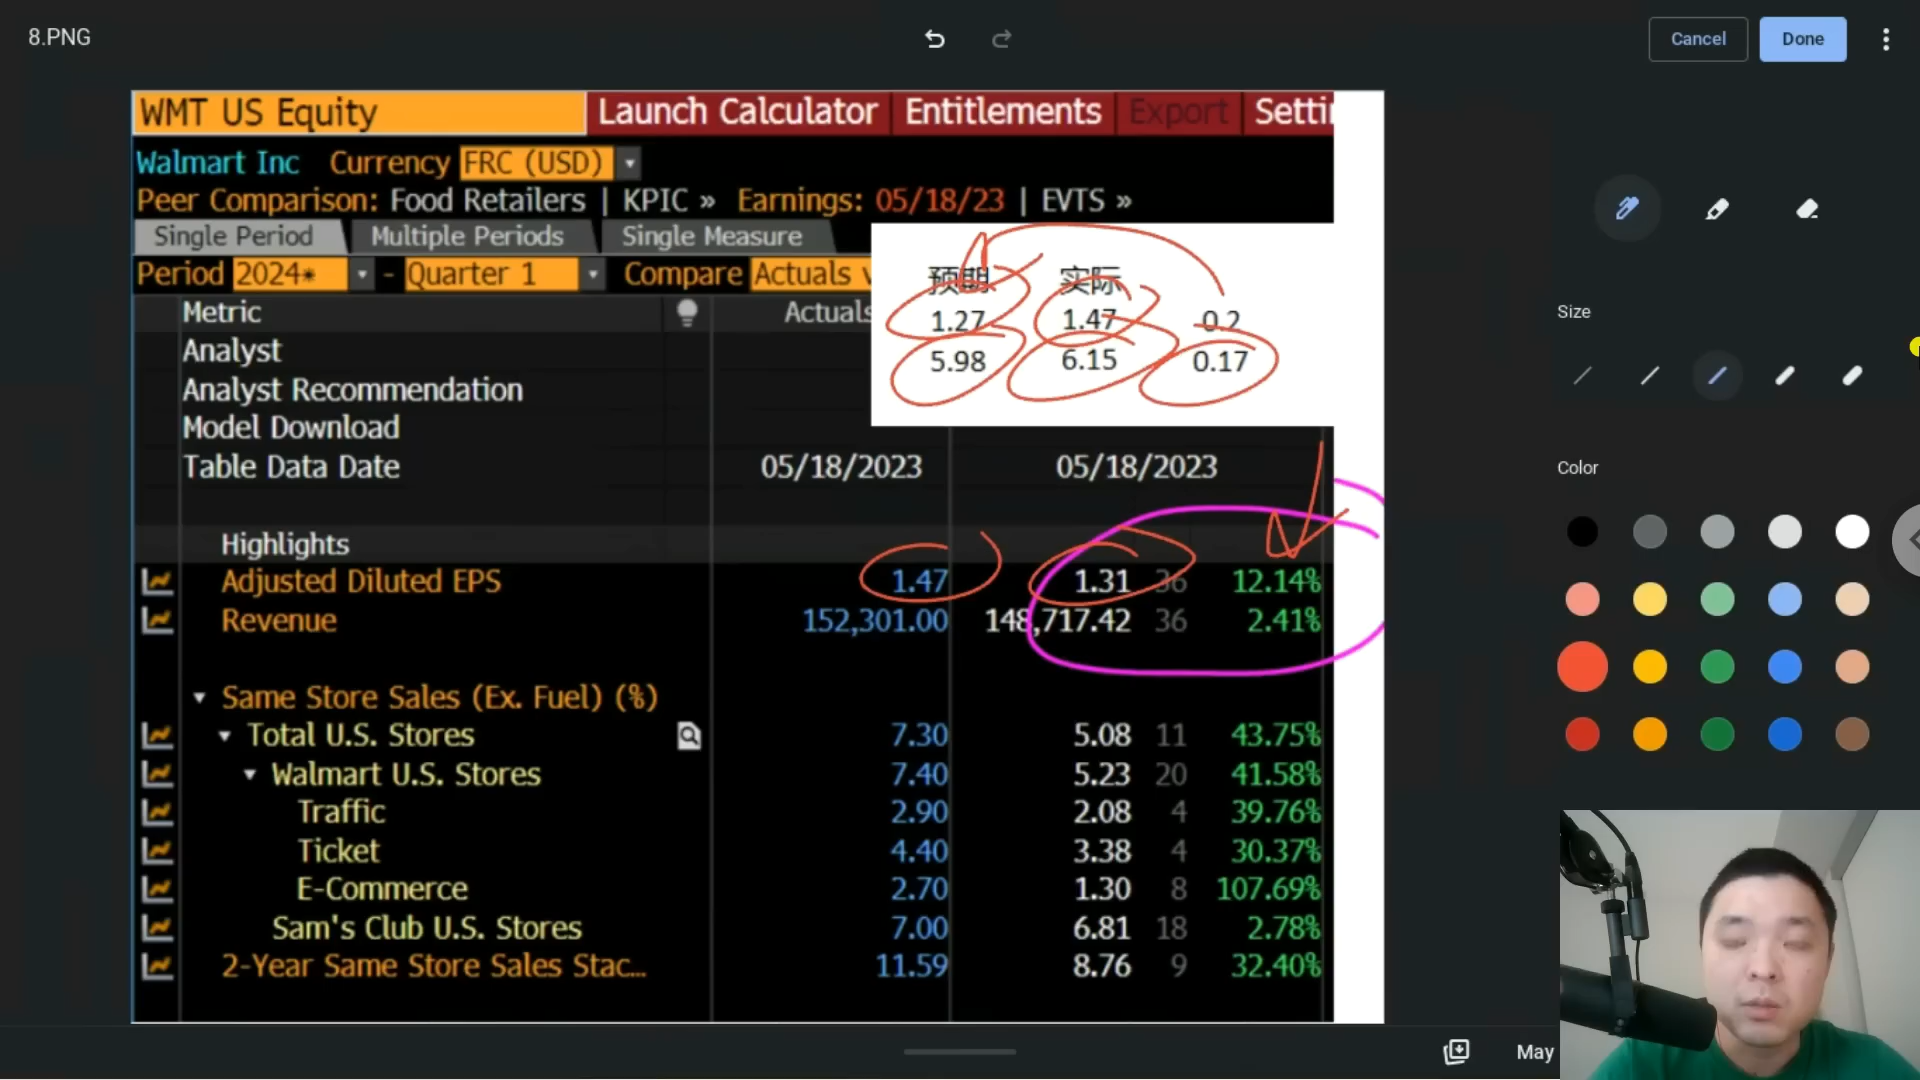 8.PNG
Cancel
Done
WMT US Equity
Launch Calculator
Entitlements
Export
Walmart Inc Currency FRC (USD)
Peer Comparison: Food Retailers | KPIC » Earnings: 05/18/23 | EVTS »
Single Period Multiple Periods Single Measure
Period 2024* - Quarter 1 Compare Actuals
预期 实际
1.27 1.47 0.2
5.98 6.15 0.17
Metric Actuals
Analyst
Analyst Recommendation
Model Download
Table Data Date 05/18/2023 05/18/2023
Highlights
Adjusted Diluted EPS 1.47 1.31 36 12.14%
Revenue 152,301.00 148,717.42 36 2.41%
Same Store Sales (Ex. Fuel) (%)
Total U.S. Stores 7.30 5.08 11 43.75%
Walmart U.S. Stores 7.40 5.23 20 41.58%
Traffic 2.90 2.08 4 39.76%
Ticket 4.40 3.38 4 30.37%
E-Commerce 2.70 1.30 8 107.69%
Sam's Club U.S. Stores 7.00 6.81 18 2.78%
2-Year Same Store Sales Stac... 11.59 8.76 9 32.40%
Size
Color
May